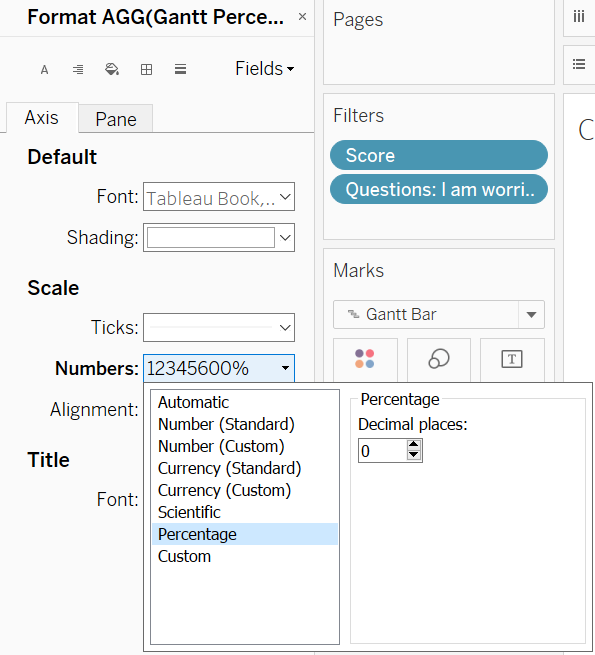 Format AGG(Gantt Perce... ×
A
Fields
Axis
Pane
Default
Font: Tableau Book,..
Shading:
Scale
Ticks:
Numbers: 12345600%
Alignment:
Title
Font:
Automatic
Number (Standard)
Number (Custom)
Currency (Standard)
Currency (Custom)
Scientific
Percentage
Custom
Percentage
Decimal places:
0
Pages
Filters
Score
Questions: I am worri..
Marks
Gantt Bar
T
iii
C